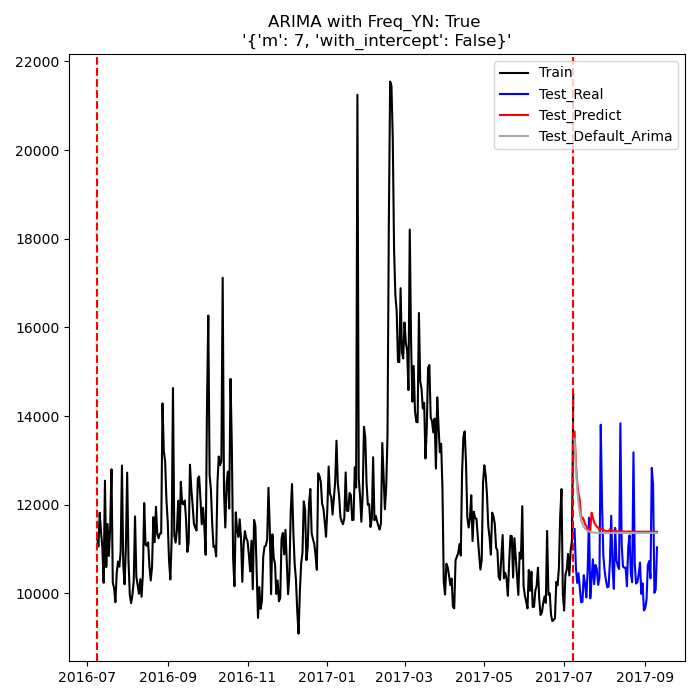 ARIMA with Freq_YN: True
'{'m': 7, 'with_intercept': False}'
22000
20000
18000
16000
14000
12000
10000
Train
Test_Real
Test_Predict
Test_Default_Arima
2016-07
2016-09
2016-11
2017-01
2017-03
2017-05
2017-07
2017-09